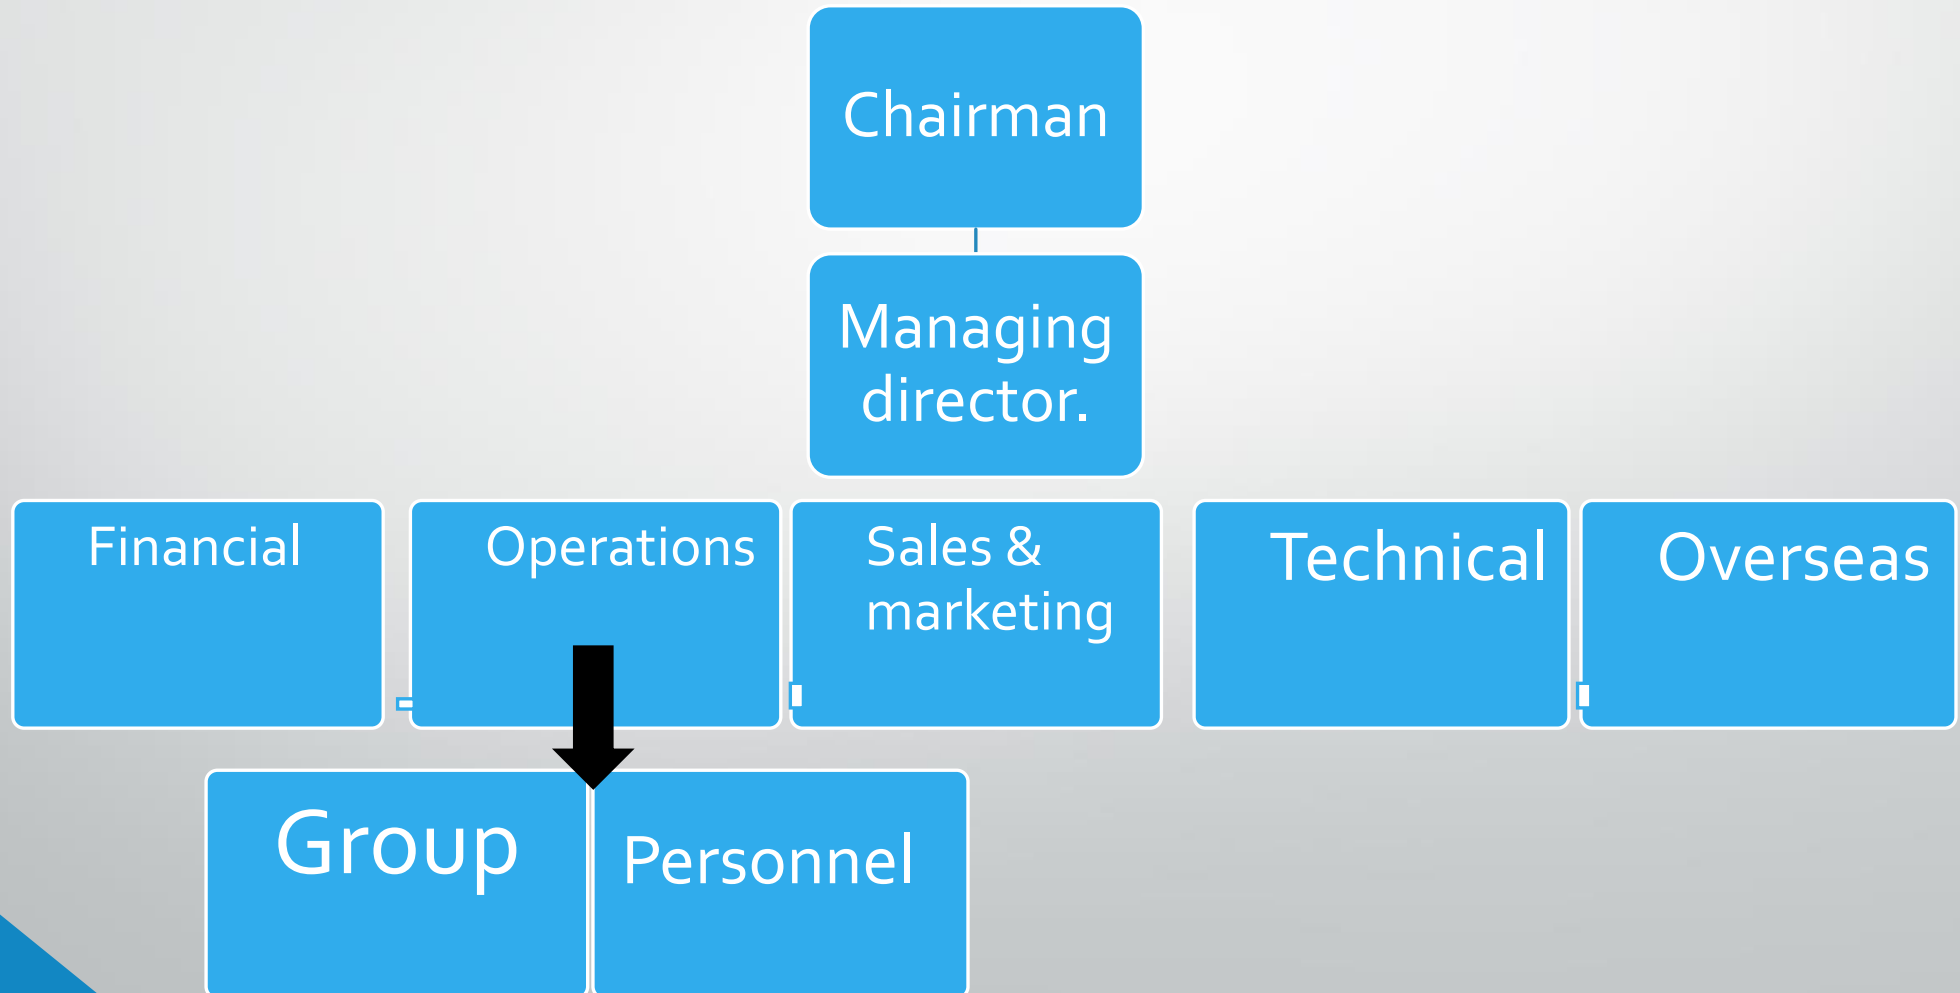 Chairman
Managing
director.
Financial
Operations
Sales &
marketing
Technical
Overseas
Group
Personnel